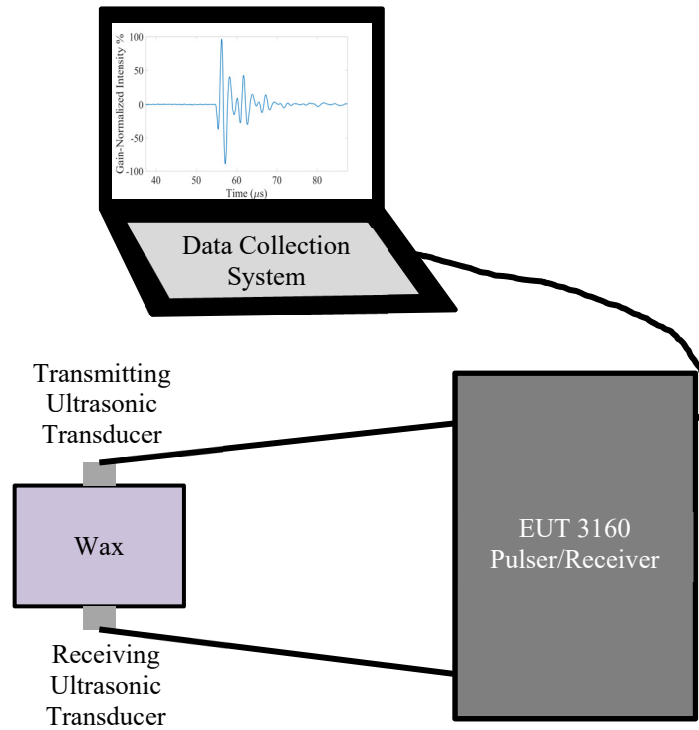 Gain-Normalized Intensity %
100
50
0
-50
-100
40
50
60
70
80
Time (μs)
Data Collection
System
Transmitting
Ultrasonic
Transducer
Wax
EUT 3160
Pulser/Receiver
Receiving
Ultrasonic
Transducer